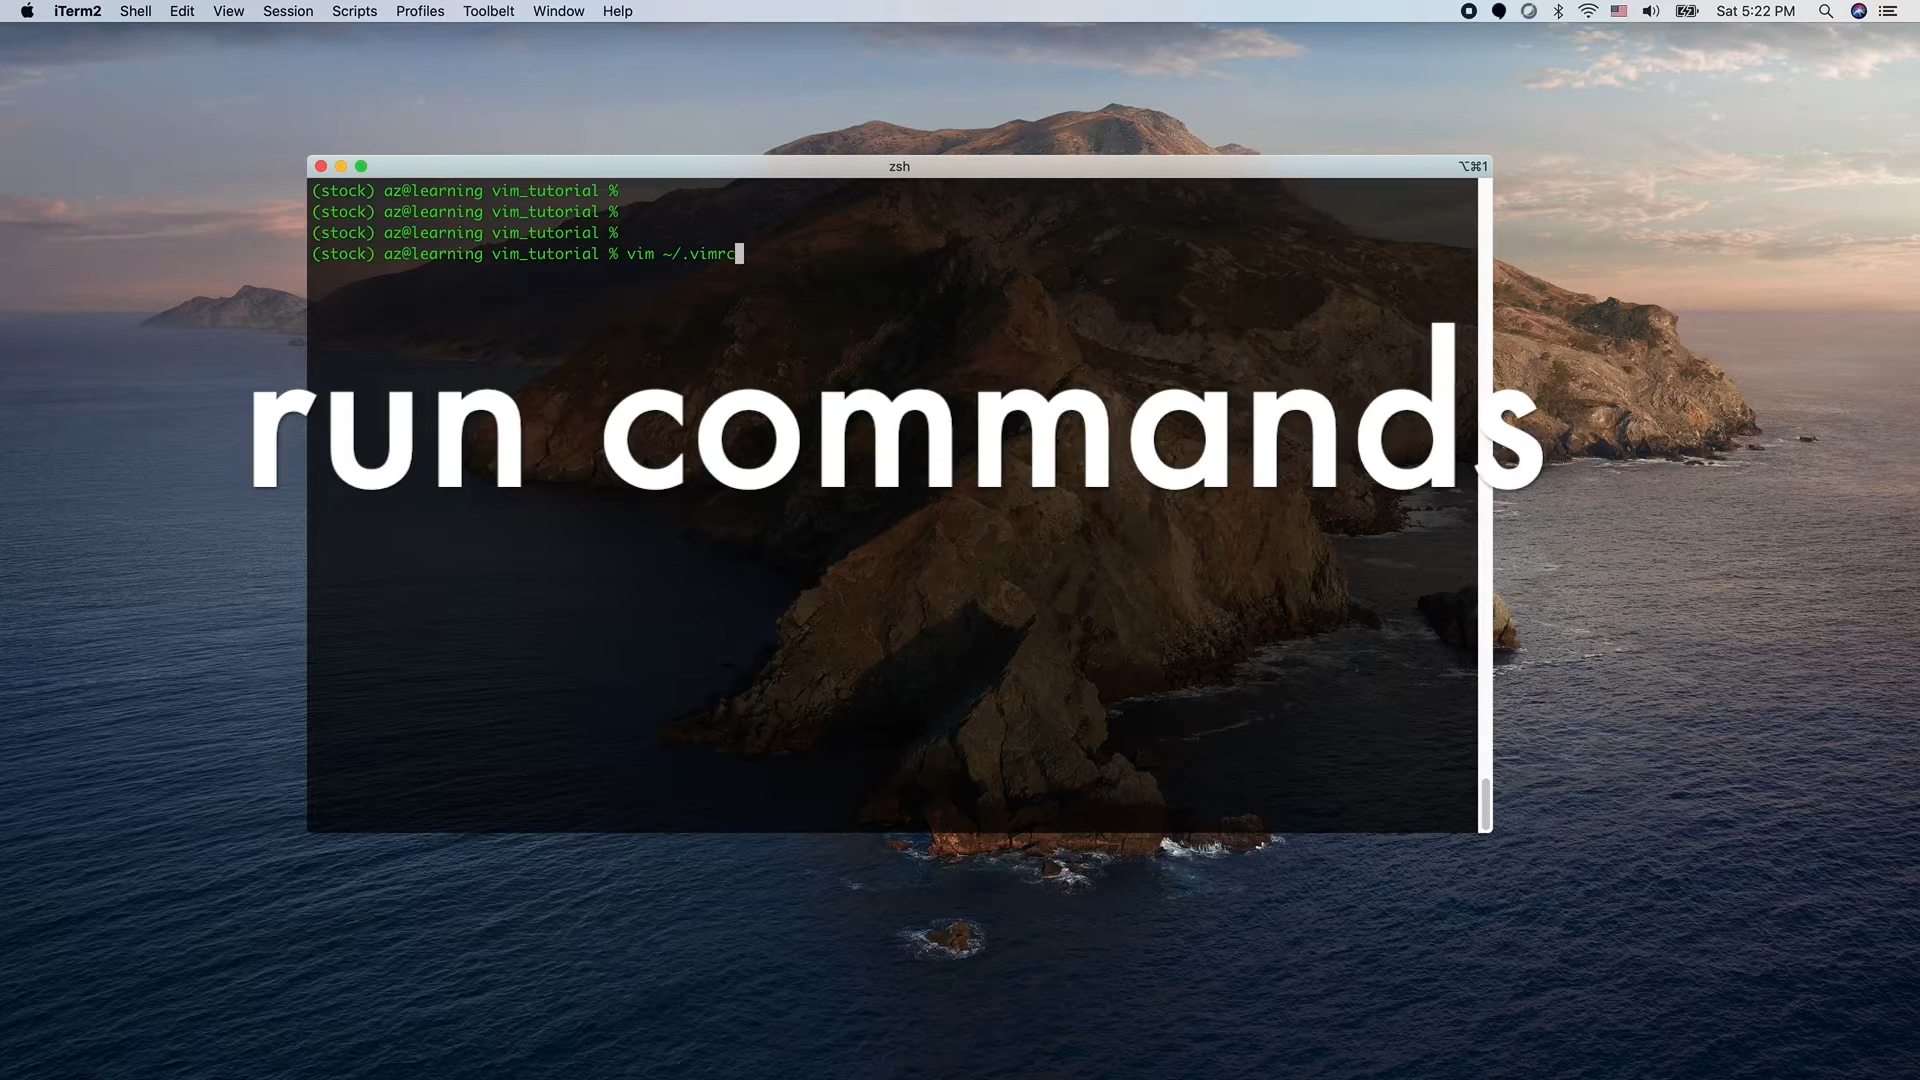 iTerm2 Shell Edit View Session Scripts Profiles Toolbelt Window Help Sat 5:22 PM
zsh ⌥⌘1
(stock) az@learning vim_tutorial %
(stock) az@learning vim_tutorial %
(stock) az@learning vim_tutorial %
(stock) az@learning vim_tutorial % vim ~/.vimrc
run commands